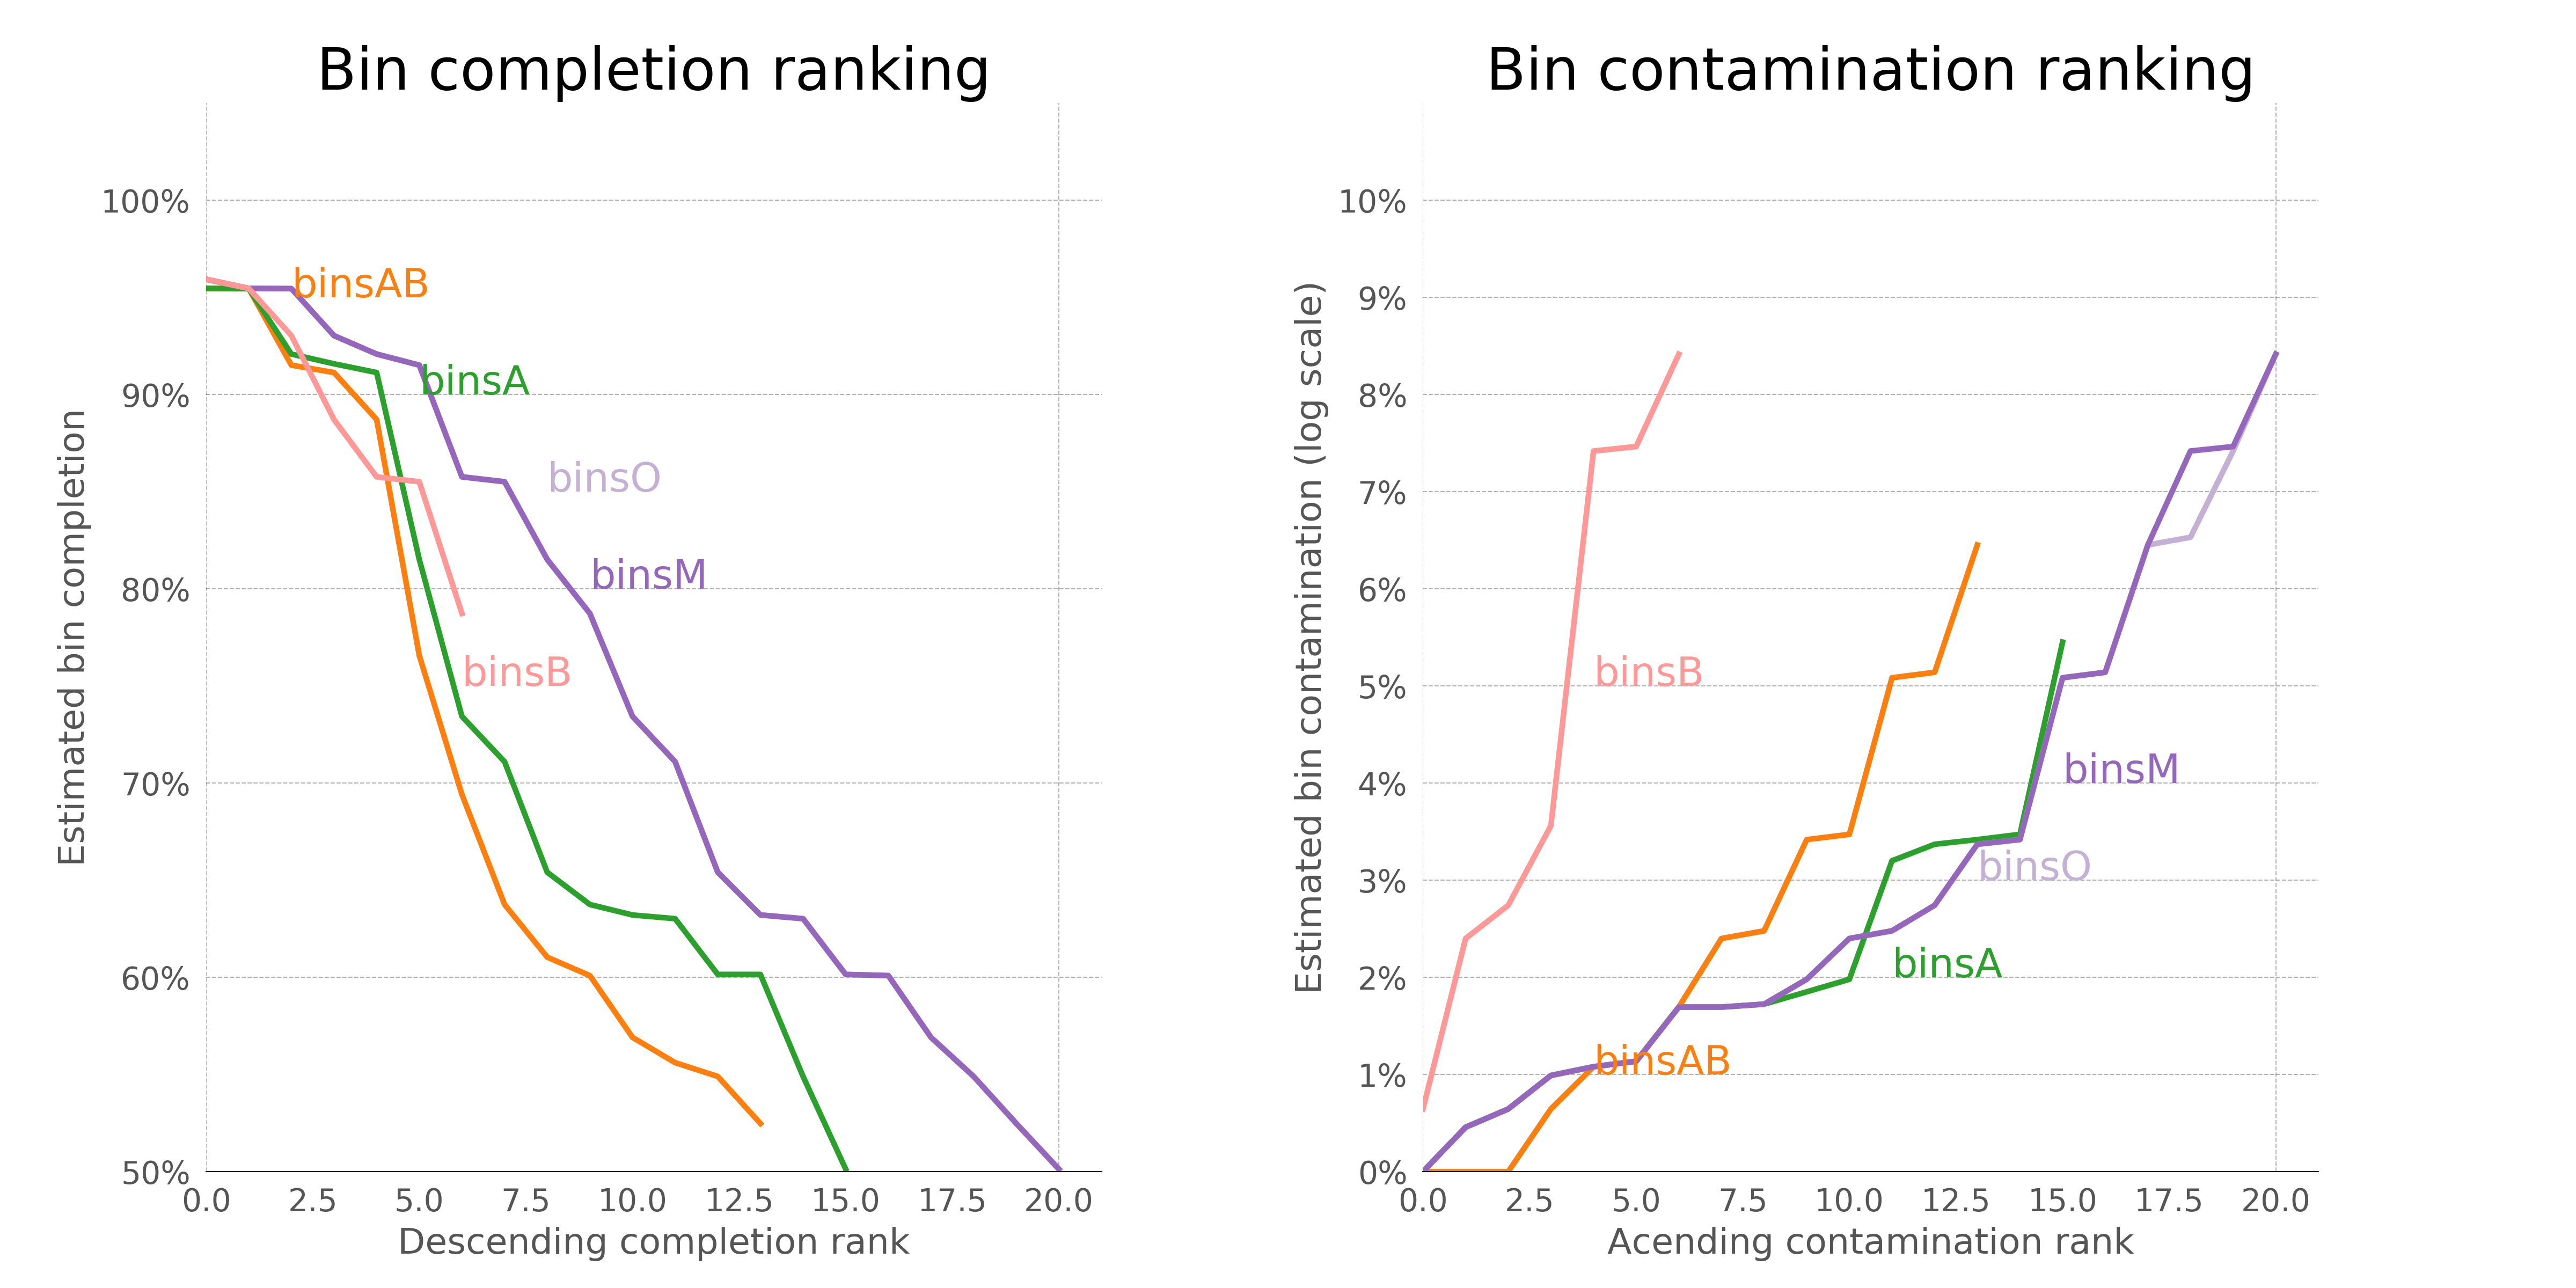 Bin completion ranking
Estimated bin completion
100%
90%
80%
70%
60%
50%
binsAB
binsA
binsO
binsM
binsB
0.0 2.5 5.0 7.5 10.0 12.5 15.0 17.5 20.0
Descending completion rank
Bin contamination ranking
Estimated bin contamination (log scale)
10%
9%
8%
7%
6%
5%
4%
3%
2%
1%
0%
binsB
binsM
binsO
binsA
binsAB
0.0 2.5 5.0 7.5 10.0 12.5 15.0 17.5 20.0
Acending contamination rank